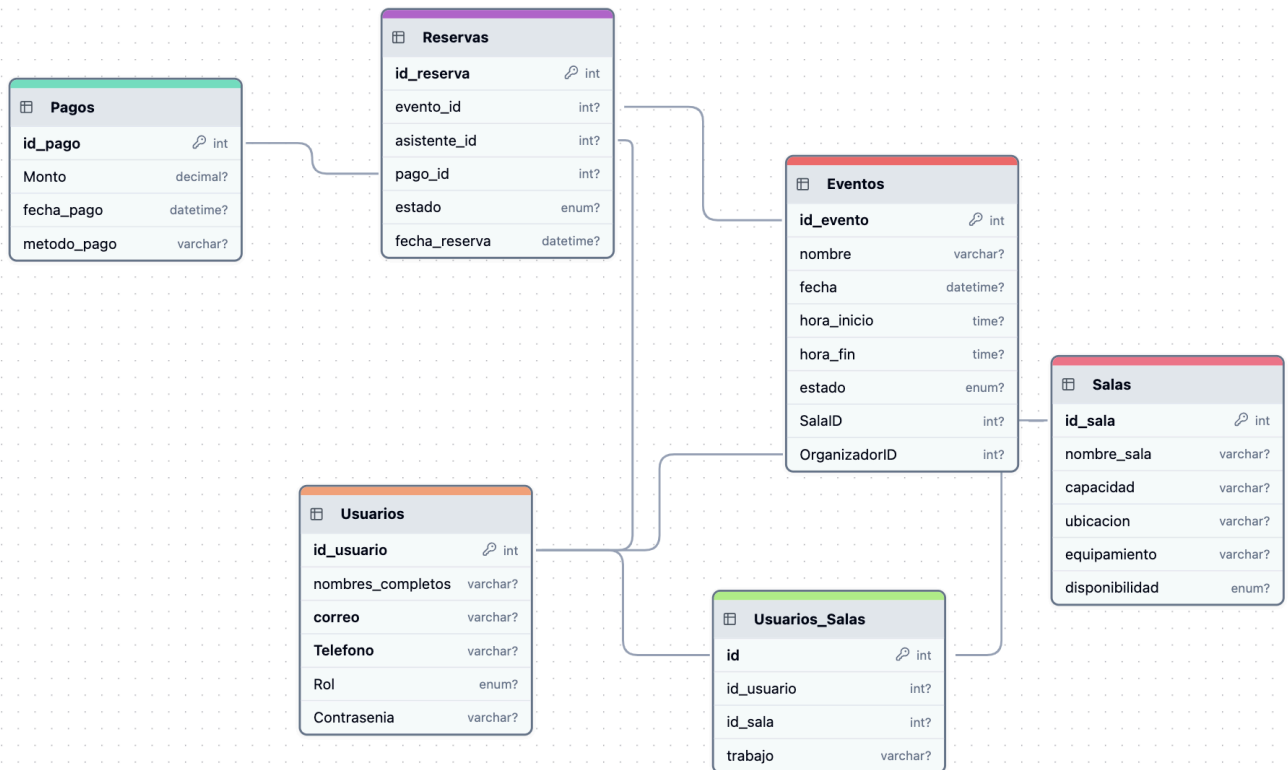 Reservas
id_reserva int
evento_id int?
asistente_id int?
pago_id int?
estado enum?
fecha_reserva datetime?
Pagos
id_pago int
Monto decimal?
fecha_pago datetime?
metodo_pago varchar?
Eventos
id_evento int
nombre varchar?
fecha datetime?
hora_inicio time?
hora_fin time?
estado enum?
SalaID int?
OrganizadorID int?
Salas
id_sala int
nombre_sala varchar?
capacidad varchar?
ubicacion varchar?
equipamiento varchar?
disponibilidad enum?
Usuarios
id_usuario int
nombres_completos varchar?
correo varchar?
Telefono varchar?
Rol enum?
Contrasenia varchar?
Usuarios_Salas
id int
id_usuario int?
id_sala int?
trabajo varchar?